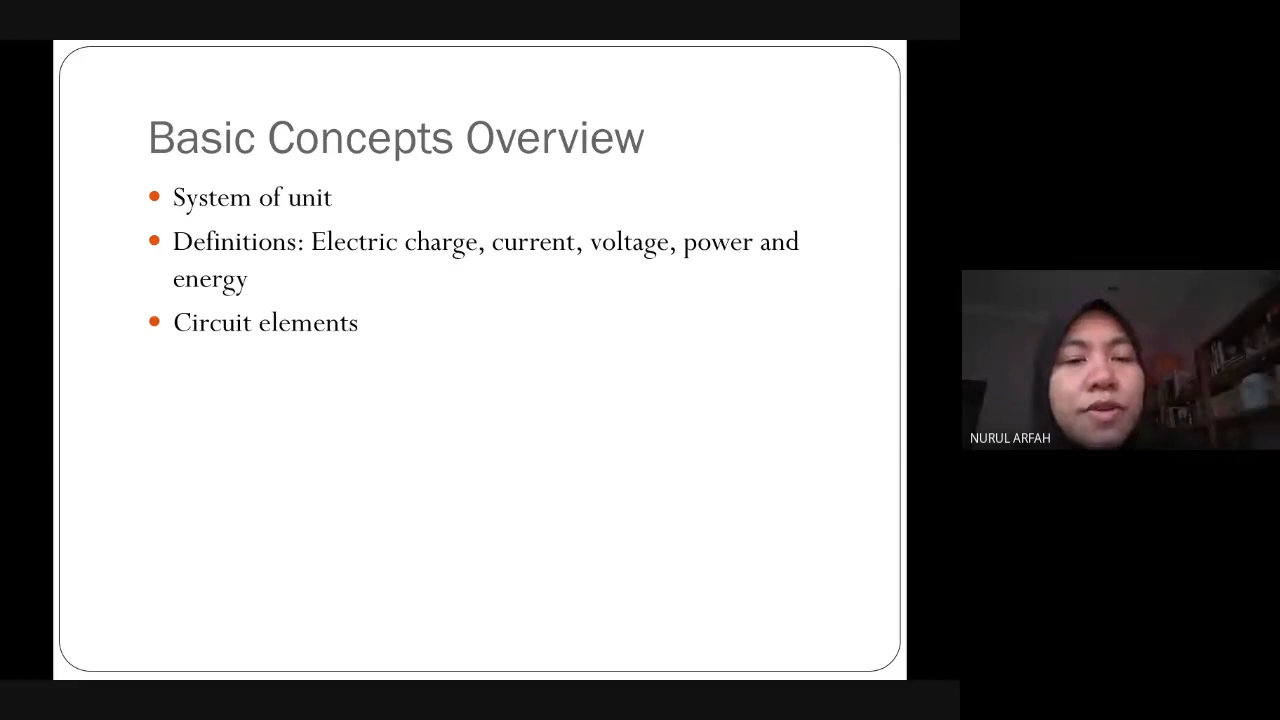 Basic Concepts Overview
System of unit
Definitions: Electric charge, current, voltage, power and
energy
Circuit elements
NURUL ARFAH